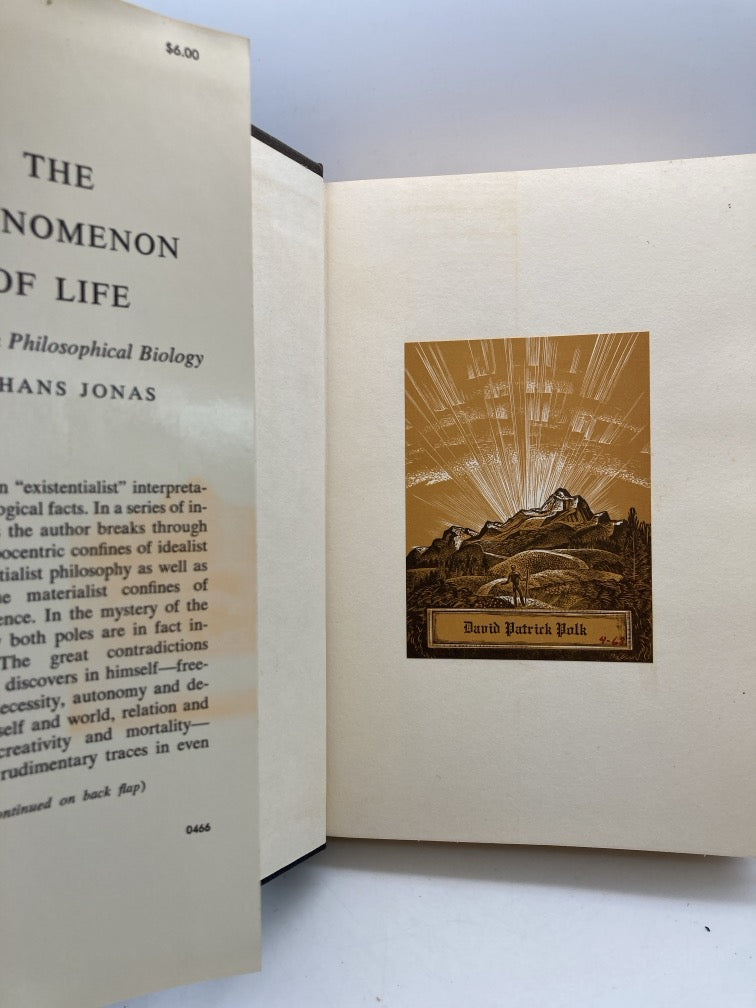 $6.00
THE
NOMENON
OF LIFE
Philosophical Biology
HANS JONAS
n “existentialist” interpreta-
ogical facts. In a series of in-
the author breaks through
pocentric confines of idealist
tialist philosophy as well as
e materialist confines of
ence. In the mystery of the
both poles are in fact in-
The great contradictions
discovers in himself—free-
ecessity, autonomy and de-
self and world, relation and
creativity and mortality—
rudimentary traces in even
ontinued on back flap)
0466
David Patrick Polk